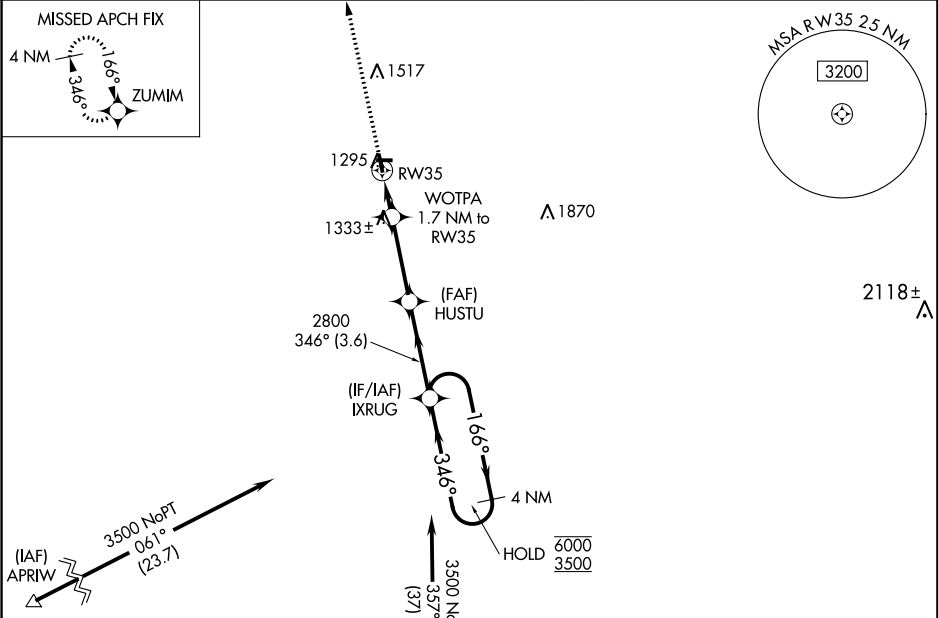 MISSED APCH FIX
4 NM
166°
346°
ZUMIM
1517
MSA RW35 25 NM
3200
1295
RW35
WOTPA
1.7 NM to
RW35
1333±
1870
(FAF)
HUSTU
2118±
2800
346° (3.6)
(IF/IAF)
IXRUG
166°
346°
4 NM
HOLD
6000
3500
3500 NoPT
061°
(23.7)
(IAF)
APRIW
3500 No
357°
(37)